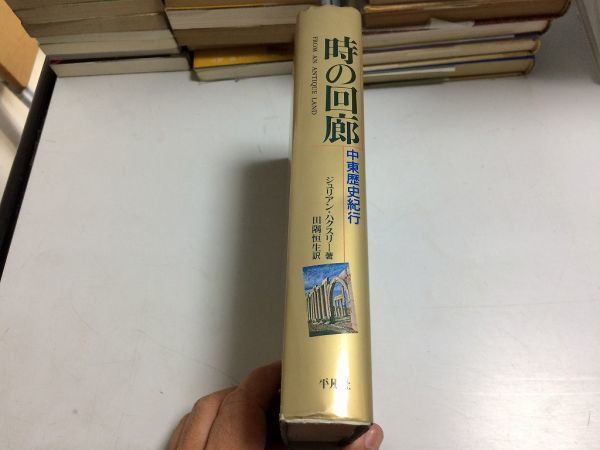 時の回廊
FROM AN ANTIQUE LAND
中東歴史紀行
ジュリアン・ハクスリー著
田隅恒生訳
平凡社